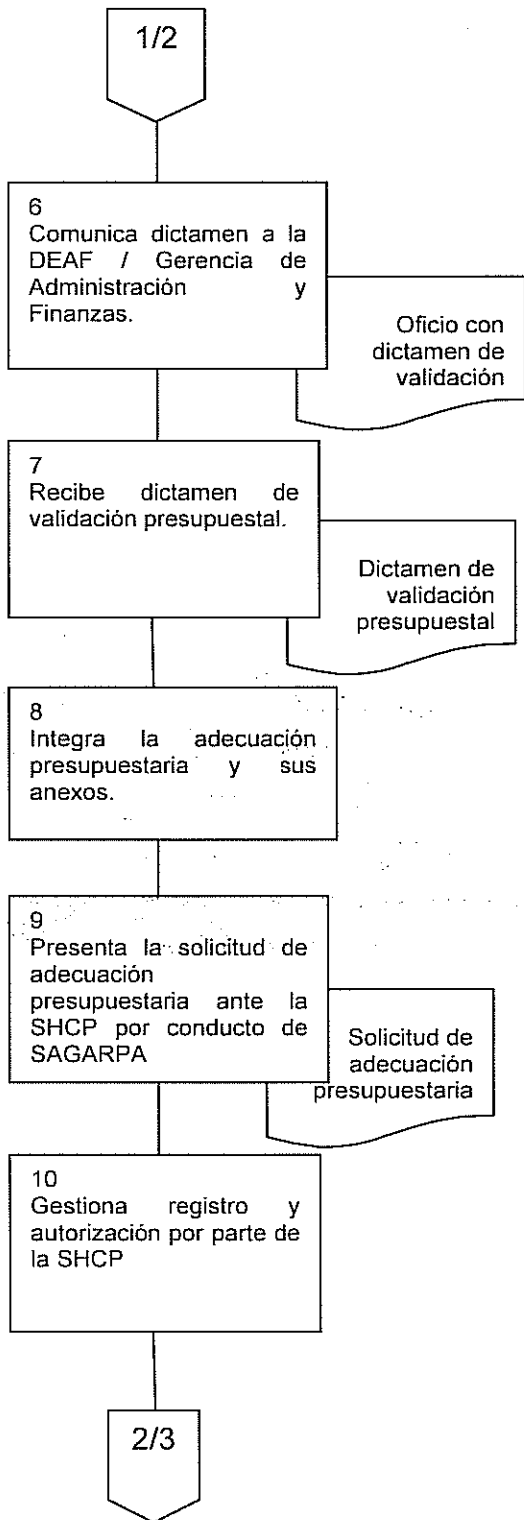 1/2
6
Comunica dictamen a la
DEAF / Gerencia de
Administración y
Finanzas.
Oficio con
dictamen de
validación
7
Recibe dictamen de
validación presupuestal.
Dictamen de
validación
presupuestal
8
Integra la adecuación
presupuestaria y sus
anexos.
9
Presenta la solicitud de
adecuación
presupuestaria ante la
SHCP por conducto de
SAGARPA
Solicitud de
adecuación
presupuestaria
10
Gestiona registro y
autorización por parte de
la SHCP
2/3